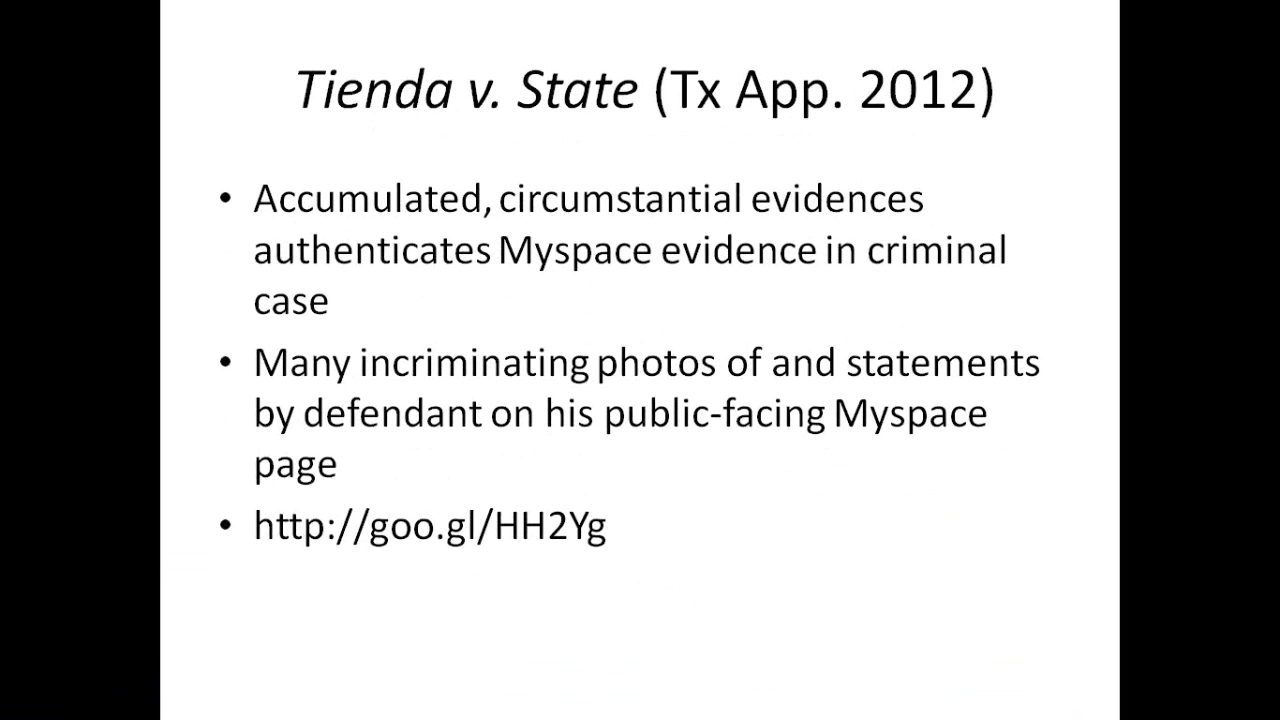 Tienda v. State (Tx App. 2012)
• Accumulated, circumstantial evidences
authenticates Myspace evidence in criminal
case
• Many incriminating photos of and statements
by defendant on his public-facing Myspace
page
• http://goo.gl/HH2Yg